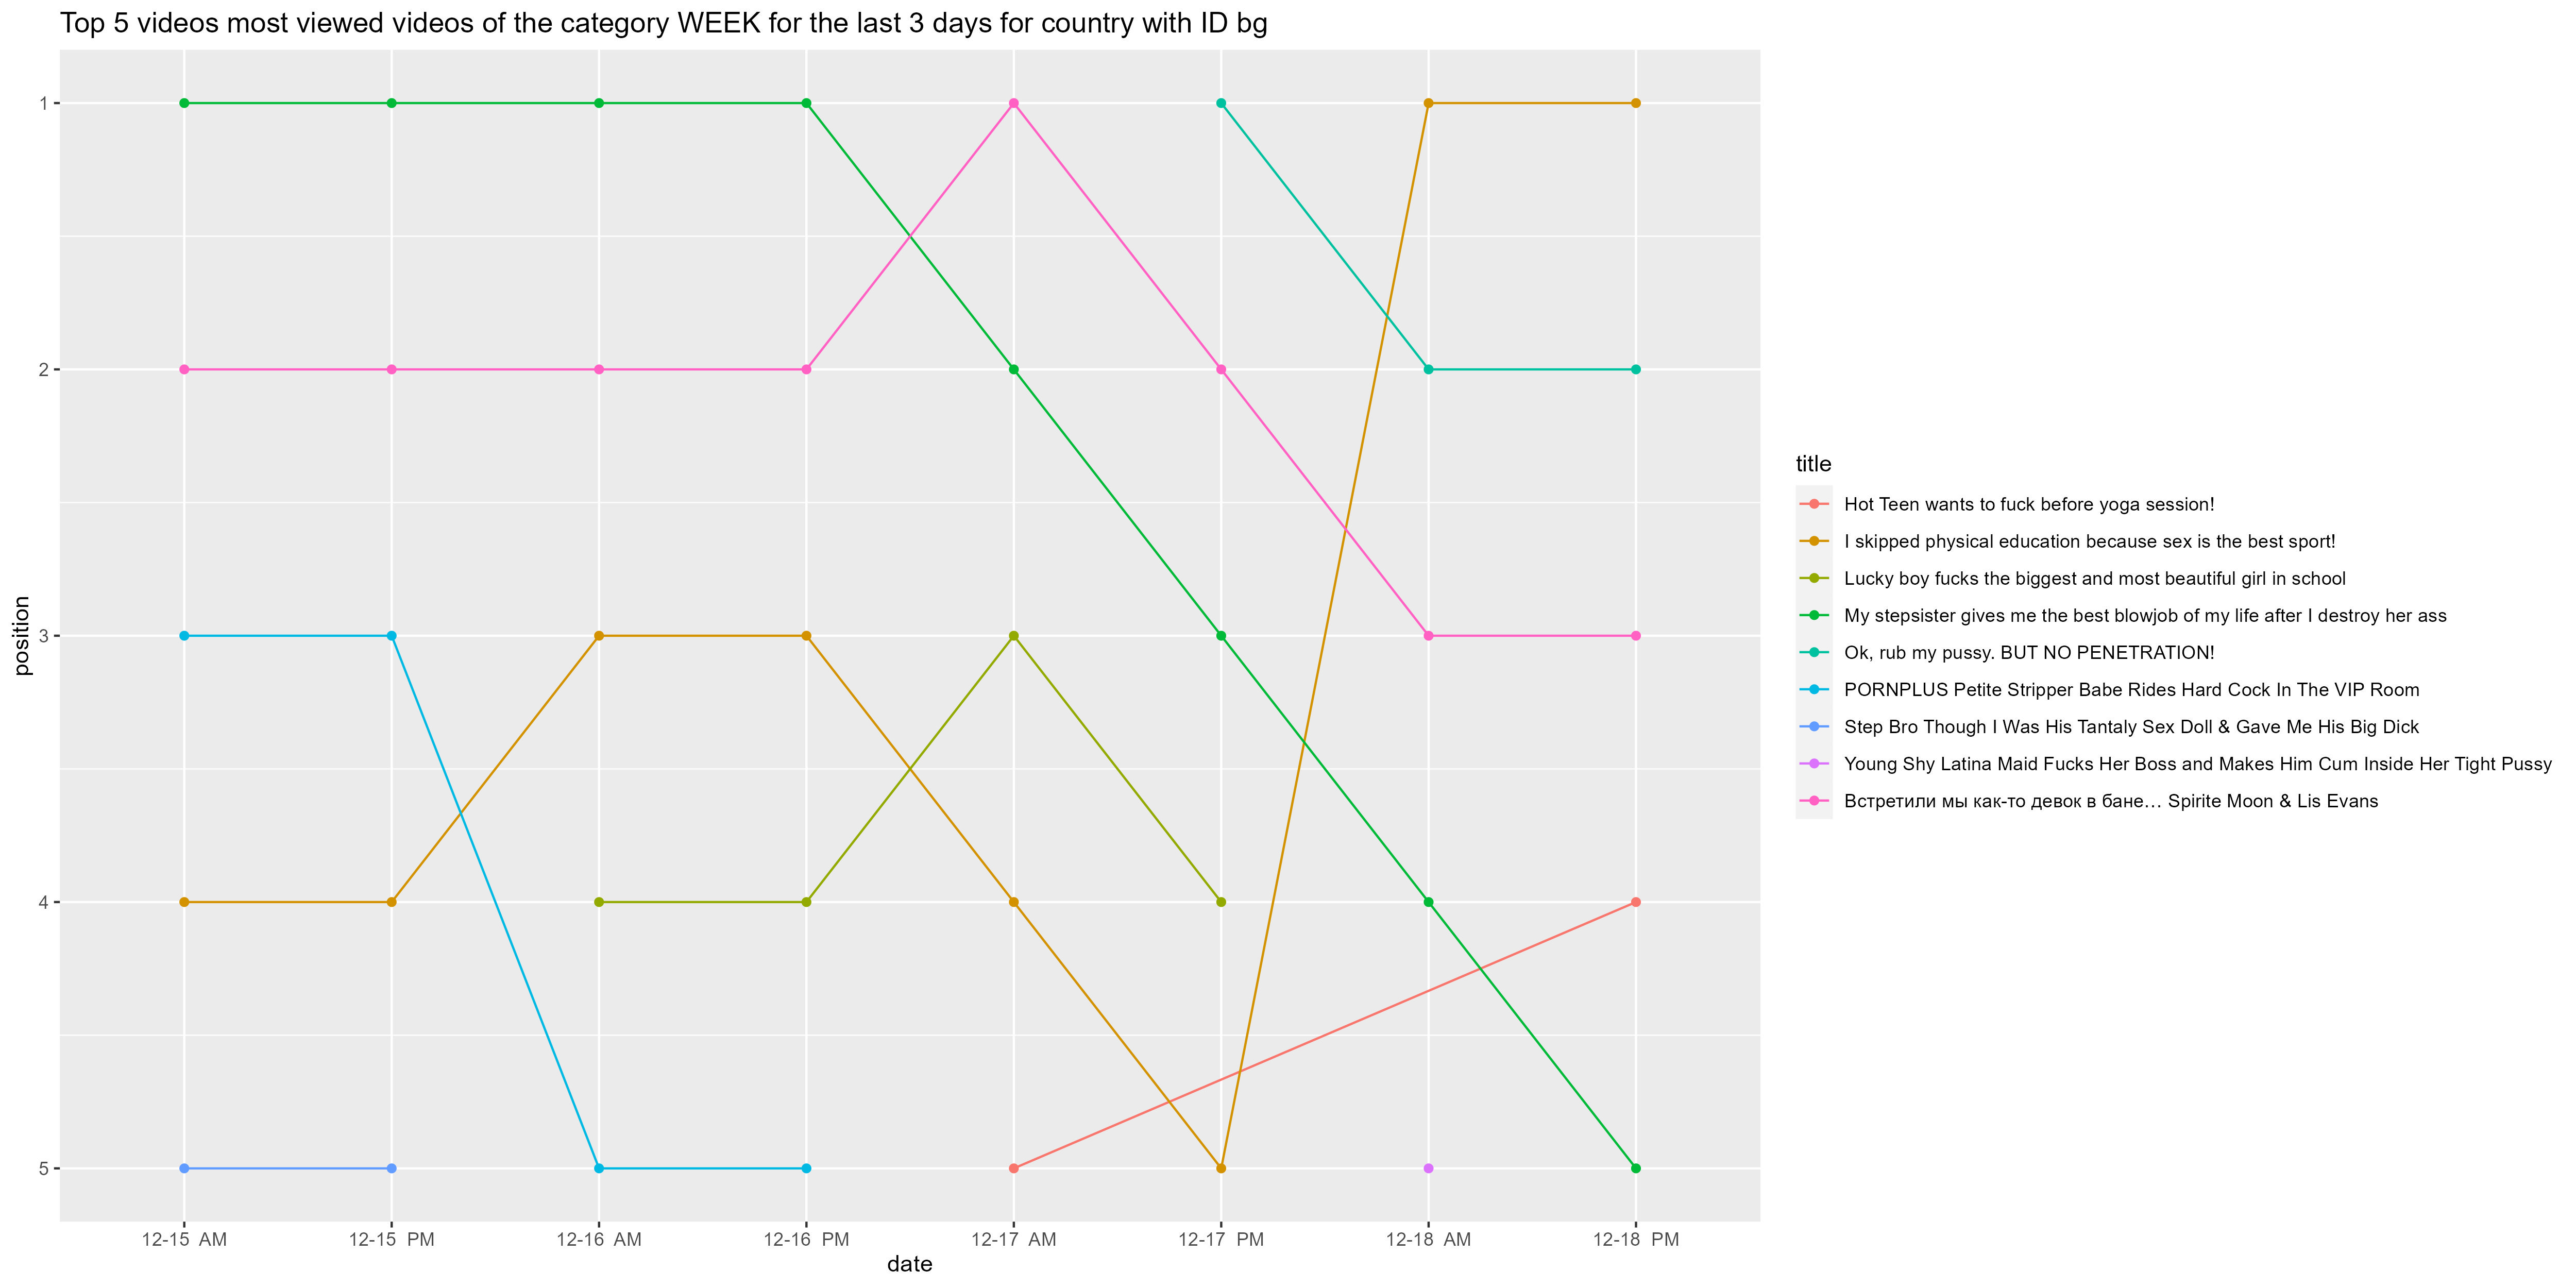 Top 5 videos most viewed videos of the category WEEK for the last 3 days for country with ID bg
position
1
2
3
4
5
12-15 AM
12-15 PM
12-16 AM
12-16 PM
12-17 AM
12-17 PM
12-18 AM
12-18 PM
date
title
Hot Teen wants to fuck before yoga session!
I skipped physical education because sex is the best sport!
Lucky boy fucks the biggest and most beautiful girl in school
My stepsister gives me the best blowjob of my life after I destroy her ass
Ok, rub my pussy. BUT NO PENETRATION!
PORNPLUS Petite Stripper Babe Rides Hard Cock In The VIP Room
Step Bro Though I Was His Tantaly Sex Doll & Gave Me His Big Dick
Young Shy Latina Maid Fucks Her Boss and Makes Him Cum Inside Her Tight Pussy
Встретили мы как-то девок в бане… Spirite Moon & Lis Evans